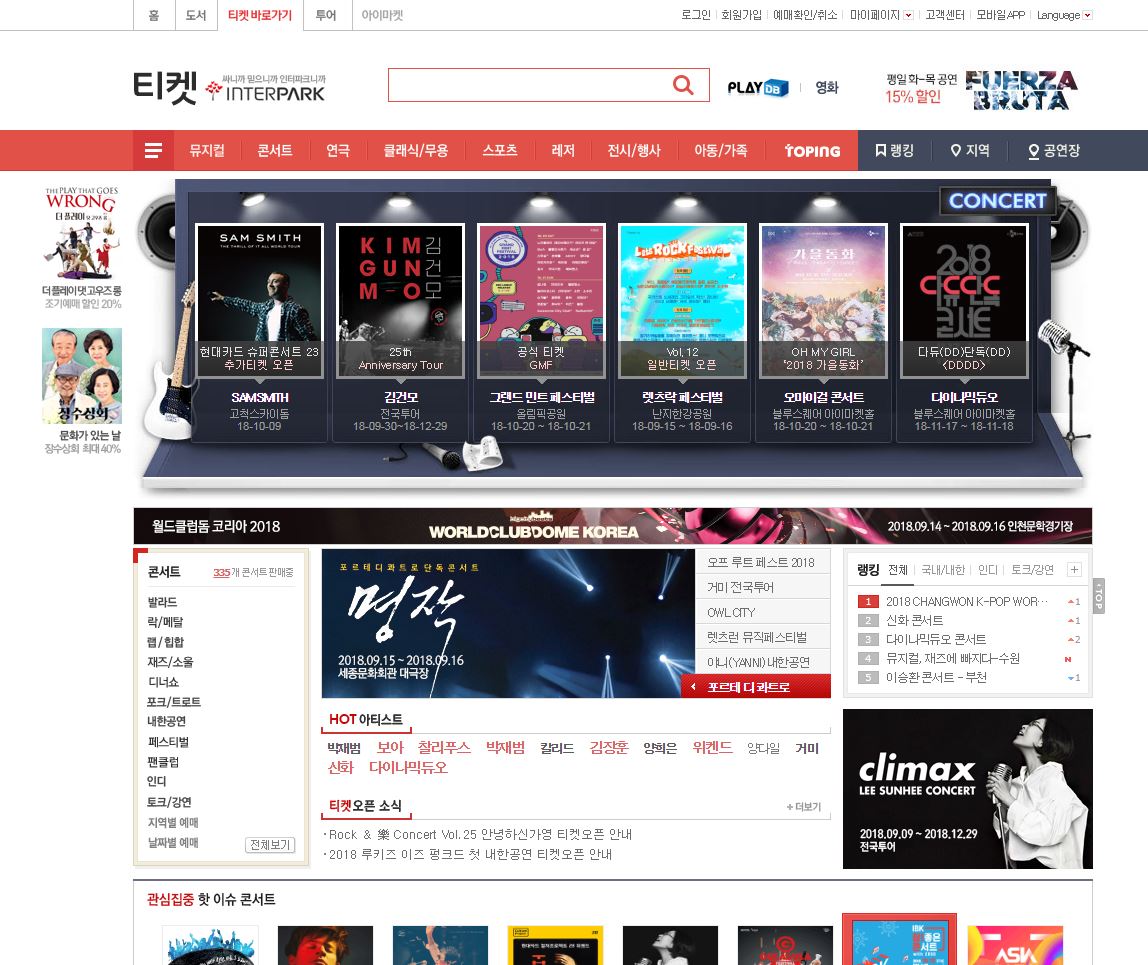 홈 도서 티켓 바로가기 투어 아이마켓
로그인 회원가입 예매확인/취소 마이페이지 고객센터 모바일APP Language
티켓
싸니까 믿으니까 인터파크니까
INTERPARK
PLAY DB 영화
평일 화~목 공연
15% 할인
FUERZA
BRUTA
뮤지컬 콘서트 연극 클래식/무용 스포츠 레저 전시/행사 아동/가족 TOPING 랭킹 지역 공연장
THE PLAY THAT GOES
WRONG
더 플레이
더플레이댓고우즈롱
조기예매 할인 20%
장수상회
문화가 있는 날
장수상회 최대 40%
CONCERT
SAM SMITH
THE THRILL OF IT ALL WORLD TOUR
현대카드 슈퍼콘서트 23
추가티켓 오픈
SAMSMITH
고척스카이돔
18-10-09
KIM
GUN
MO
김건모
25th
Anniversary Tour
김건모
전국투어
18-09-30~18-12-29
GRAND MINT FESTIVAL
2018
공식 티켓
GMF
그랜드 민트 페스티벌
올림픽공원
18-10-20 ~ 18-10-21
Let's ROCK FESTIVAL
Vol. 12
일반티켓 오픈
렛츠락 페스티벌
난지한강공원
18-09-15 ~ 18-09-16
가을동화
OH MY GIRL
'2018 가을동화'
오마이걸 콘서트
블루스퀘어 아이마켓홀
18-10-20 ~ 18-10-21
2018
다듀(DD)단독(DD)
<DDDD>
다이나믹듀오
블루스퀘어 아이마켓홀
18-11-17 ~ 18-11-18
월드클럽돔 코리아 2018
WORLDCLUBDOME KOREA
2018.09.14 ~ 2018.09.16 인천문학경기장
콘서트 335개 콘서트 판매중
발라드
락/메탈
랩/힙합
재즈/소울
디너쇼
포크/트로트
내한공연
페스티벌
팬클럽
인디
토크/강연
지역별 예매
날짜별 예매
전체보기
포르테 디 콰트로 단독 콘서트
명작
2018.09.15 ~ 2018.09.16
세종문화회관 대극장
오프 루트 페스트 2018
거미 전국투어
OWL CITY
렛츠런 뮤직페스티벌
야니(YANNI)내한공연
포르테 디 콰트로
HOT 아티스트
박재범 보아 찰리푸스 박재범 칼리드 김장훈 양희은 위켄드 양다일 거미
신화 다이나믹듀오
티켓오픈 소식 +더보기
·Rock & 樂 Concert Vol.25 안녕하신가영 티켓오픈 안내
·2018 루키즈 이즈 펑크드 첫 내한공연 티켓오픈 안내
랭킹 전체 국내/내한 인디 토크/강연 +
1 2018 CHANGWON K-POP WOR··· 1
2 신화 콘서트 1
3 다이나믹듀오 콘서트 2
4 뮤지컬, 재즈에 빠지다-수원 N
5 이승환 콘서트 - 부천 1
TOP
climax
LEE SUNHEE CONCERT
2018.09.09 ~ 2018.12.29
전국투어
관심집중 핫 이슈 콘서트
IBK
ASIA